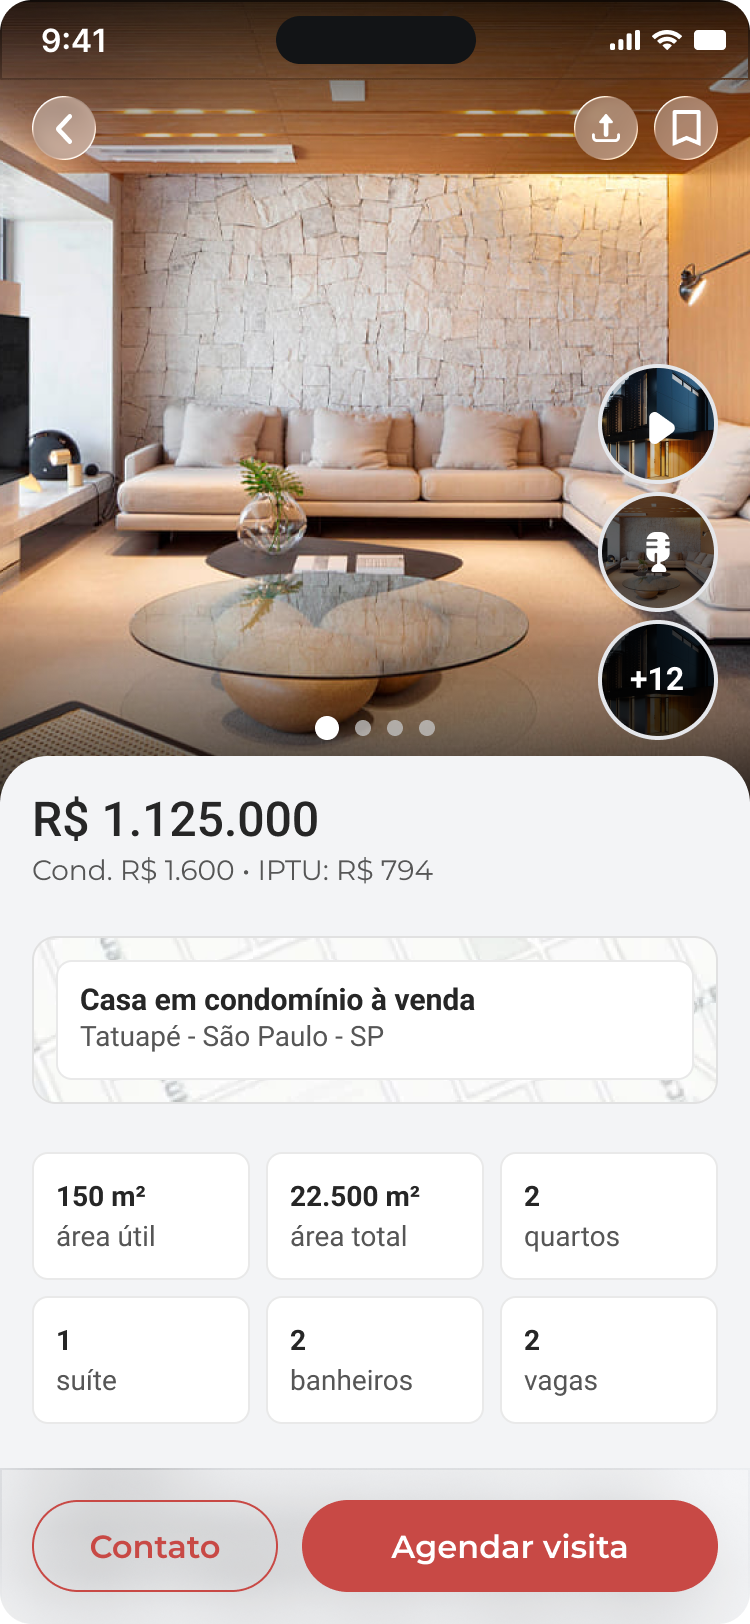 9:41
+12
R$ 1.125.000
Cond. R$ 1.600 • IPTU: R$ 794
Casa em condomínio à venda
Tatuapé - São Paulo - SP
150 m²
área útil
22.500 m²
área total
2
quartos
1
suíte
2
banheiros
2
vagas
Contato
Agendar visita